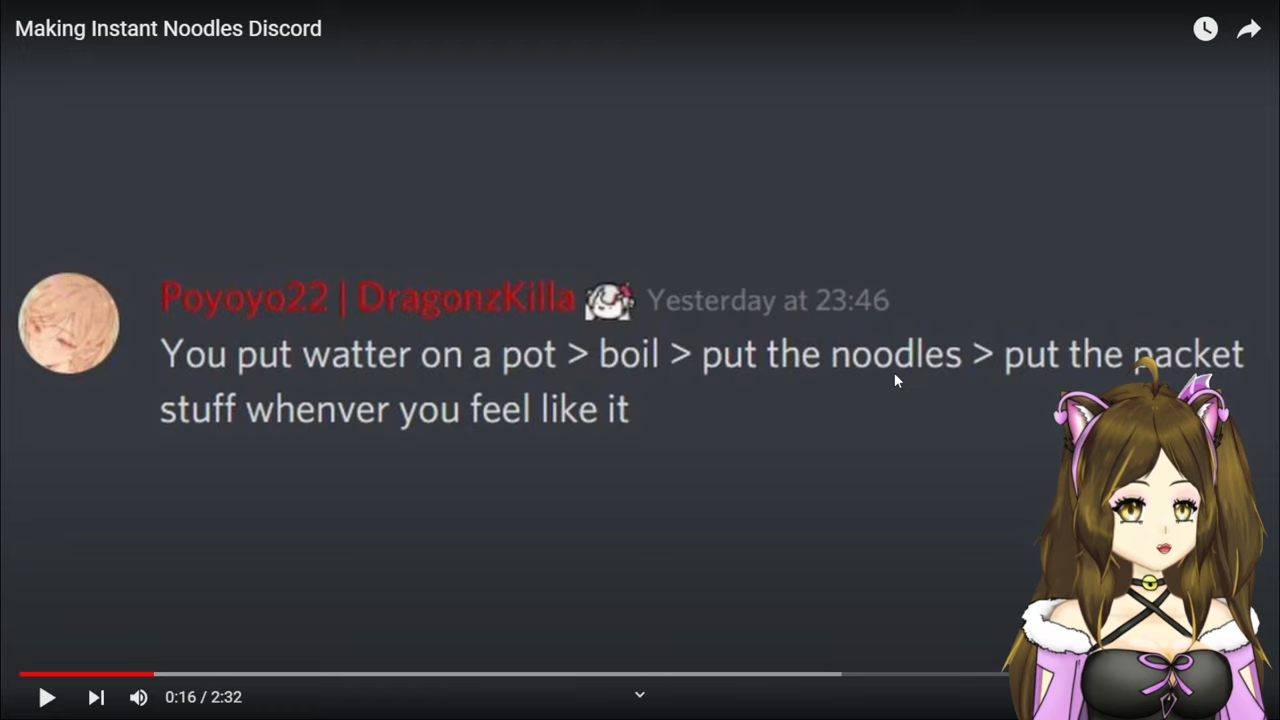 Making Instant Noodles Discord
Poyoyo22 | DragonzKilla Yesterday at 23:46
You put watter on a pot > boil > put the noodles > put the packet
stuff whenver you feel like it
0:16 / 2:32